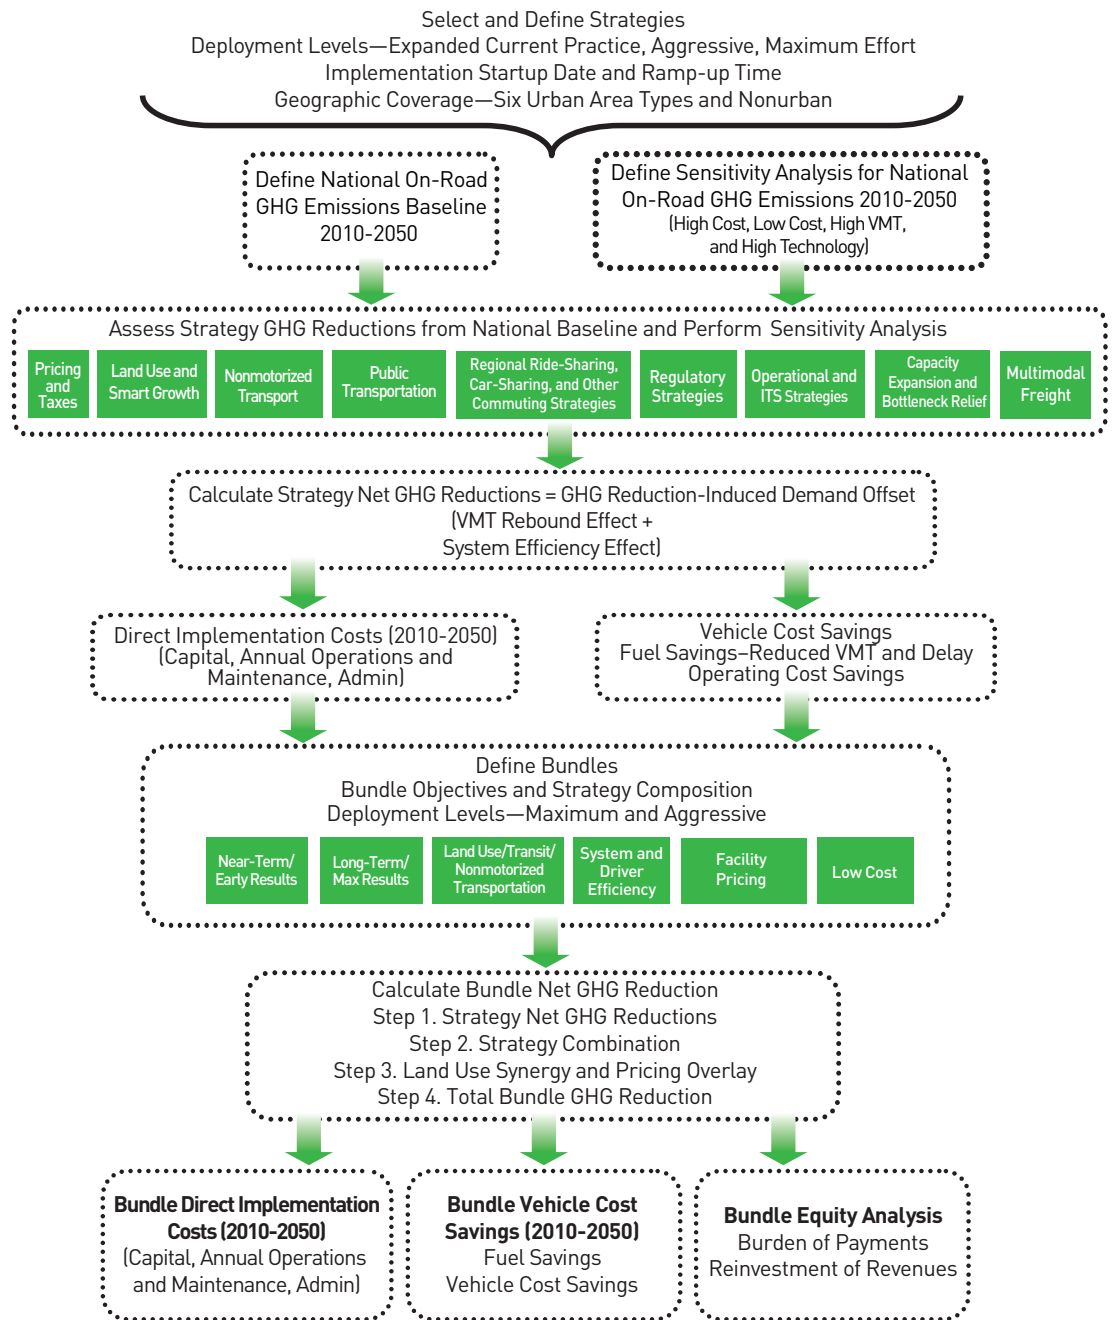 Select and Define Strategies
Deployment Levels—Expanded Current Practice, Aggressive, Maximum Effort
Implementation Startup Date and Ramp-up Time
Geographic Coverage—Six Urban Area Types and Nonurban
Define National On-Road
GHG Emissions Baseline
2010-2050
Define Sensitivity Analysis for National
On-Road GHG Emissions 2010-2050
(High Cost, Low Cost, High VMT,
and High Technology)
Assess Strategy GHG Reductions from National Baseline and Perform Sensitivity Analysis
Pricing
and
Taxes
Land Use and
Smart Growth
Nonmotorized
Transport
Public
Transportation
Regional Ride-Sharing,
Car-Sharing, and Other
Commuting Strategies
Regulatory
Strategies
Operational and
ITS Strategies
Capacity
Expansion and
Bottleneck Relief
Multimodal
Freight
Calculate Strategy Net GHG Reductions = GHG Reduction-Induced Demand Offset
(VMT Rebound Effect +
System Efficiency Effect)
Direct Implementation Costs (2010-2050)
(Capital, Annual Operations and
Maintenance, Admin)
Vehicle Cost Savings
Fuel Savings–Reduced VMT and Delay
Operating Cost Savings
Define Bundles
Bundle Objectives and Strategy Composition
Deployment Levels—Maximum and Aggressive
Near-Term/
Early Results
Long-Term/
Max Results
Land Use/Transit/
Nonmotorized
Transportation
System and
Driver
Efficiency
Facility
Pricing
Low Cost
Calculate Bundle Net GHG Reduction
Step 1. Strategy Net GHG Reductions
Step 2. Strategy Combination
Step 3. Land Use Synergy and Pricing Overlay
Step 4. Total Bundle GHG Reduction
Bundle Direct Implementation
Costs (2010-2050)
(Capital, Annual Operations
and Maintenance, Admin)
Bundle Vehicle Cost
Savings (2010-2050)
Fuel Savings
Vehicle Cost Savings
Bundle Equity Analysis
Burden of Payments
Reinvestment of Revenues